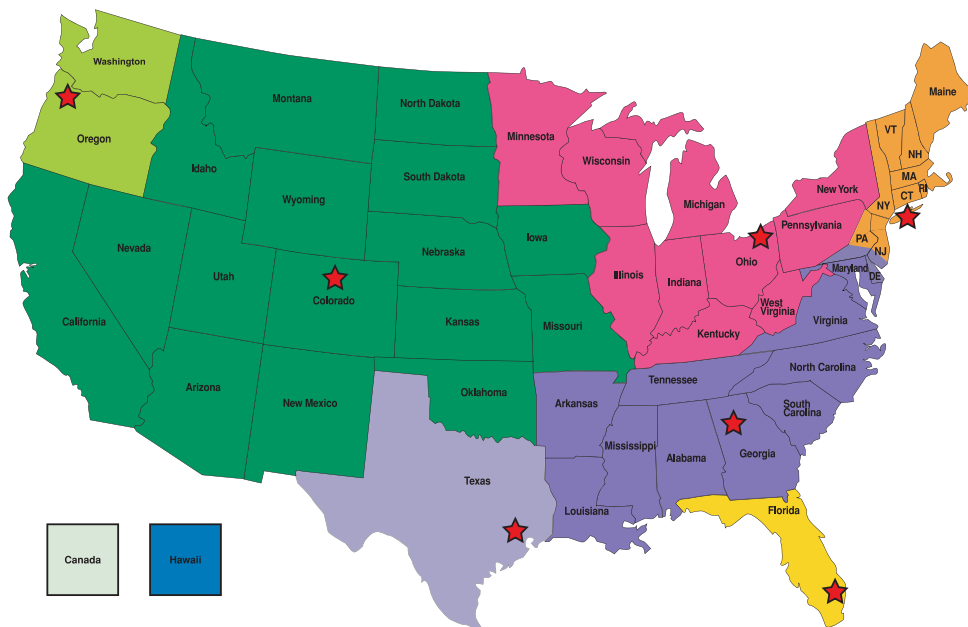 Washington
Maine
Montana
North Dakota
VT
Minnesota
Oregon
NH
Wisconsin
Idaho
South Dakota
MA
New York
RI
CT
Wyoming
Michigan
NY
Pennsylvania
Iowa
PA
Nevada
Nebraska
NJ
Ohio
Utah
Illinois
Maryland
DE
Indiana
Colorado
West
Virginia
California
Kansas
Missouri
Virginia
Kentucky
North Carolina
Tennessee
Arizona
Oklahoma
New Mexico
Arkansas
South
Carolina
Mississippi
Georgia
Alabama
Texas
Louisiana
Florida
Canada
Hawaii